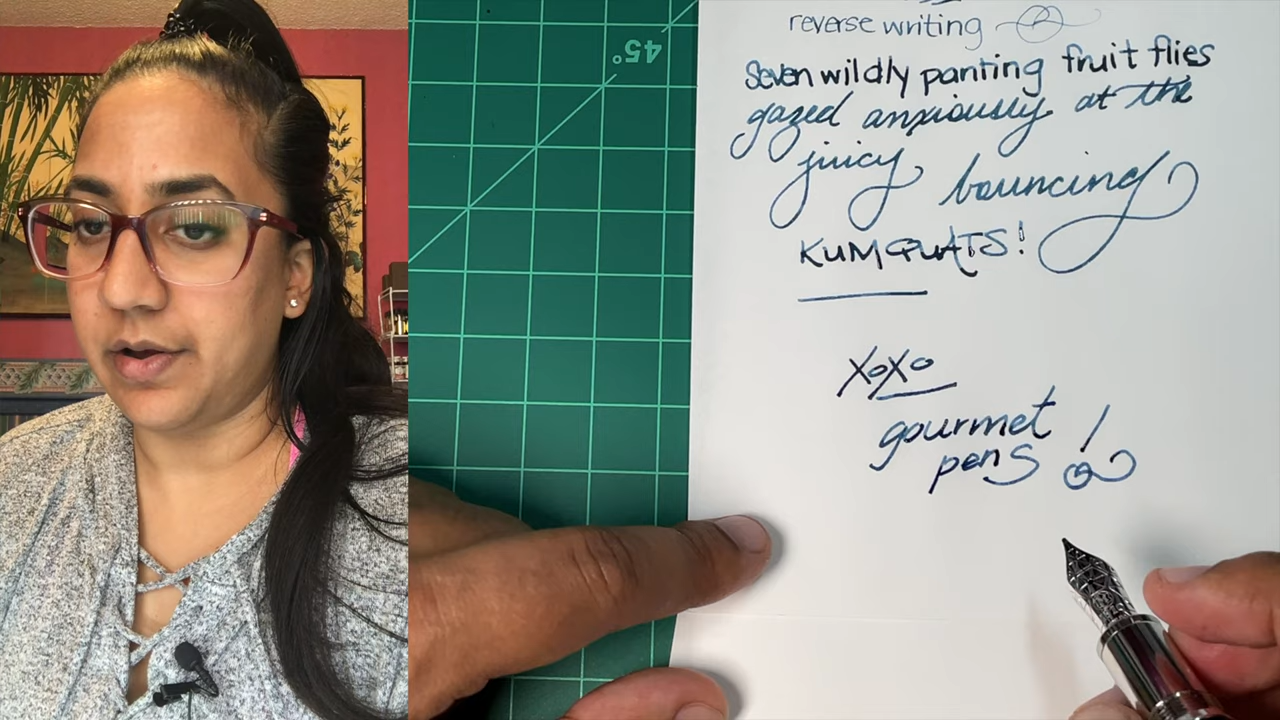 45°
reverse writing
Seven wildly panting fruit flies
gazed anxiously at the
juicy bouncing
KUMQUATS!
XOXO
gourmet
pens!